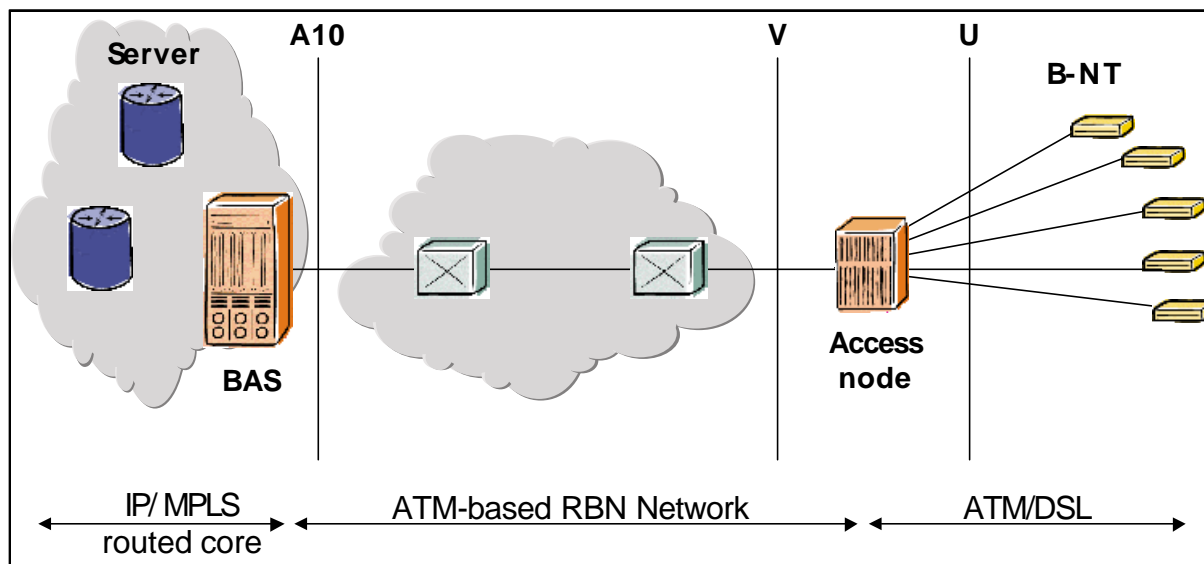 A10
V
U
Server
B-NT
BAS
Access
node
IP/ MPLS
routed core
ATM-based RBN Network
ATM/DSL